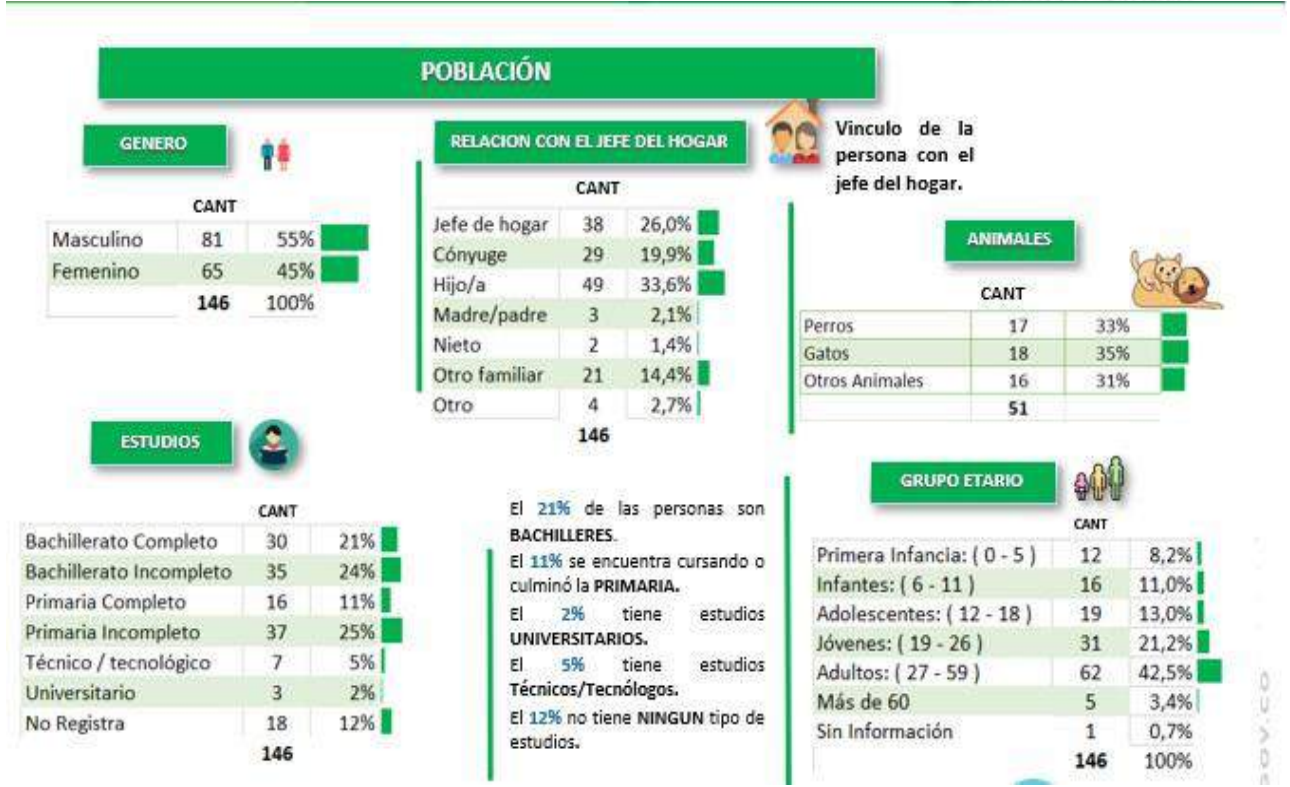 POBLACIÓN
GENERO
CANT
Masculino 81 55%
Femenino 65 45%
146 100%
RELACION CON EL JEFE DEL HOGAR
CANT
Jefe de hogar 38 26,0%
Cónyuge 29 19,9%
Hijo/a 49 33,6%
Madre/padre 3 2,1%
Nieto 2 1,4%
Otro familiar 21 14,4%
Otro 4 2,7%
146
Vinculo de la
persona con el
jefe del hogar.
ANIMALES
CANT
Perros 17 33%
Gatos 18 35%
Otros Animales 16 31%
51
ESTUDIOS
CANT
Bachillerato Completo 30 21%
Bachillerato Incompleto 35 24%
Primaria Completo 16 11%
Primaria Incompleto 37 25%
Técnico / tecnológico 7 5%
Universitario 3 2%
No Registra 18 12%
146
El 21% de las personas son
BACHILLERES.
El 11% se encuentra cursando o
culminó la PRIMARIA.
El 2% tiene estudios
UNIVERSITARIOS.
El 5% tiene estudios
Técnicos/Tecnólogos.
El 12% no tiene NINGUN tipo de
estudios.
GRUPO ETARIO
CANT
Primera Infancia: ( 0 - 5 ) 12 8,2%
Infantes: ( 6 - 11 ) 16 11,0%
Adolescentes: ( 12 - 18 ) 19 13,0%
Jóvenes: ( 19 - 26 ) 31 21,2%
Adultos: ( 27 - 59 ) 62 42,5%
Más de 60 5 3,4%
Sin Información 1 0,7%
146 100%
GOV.CO